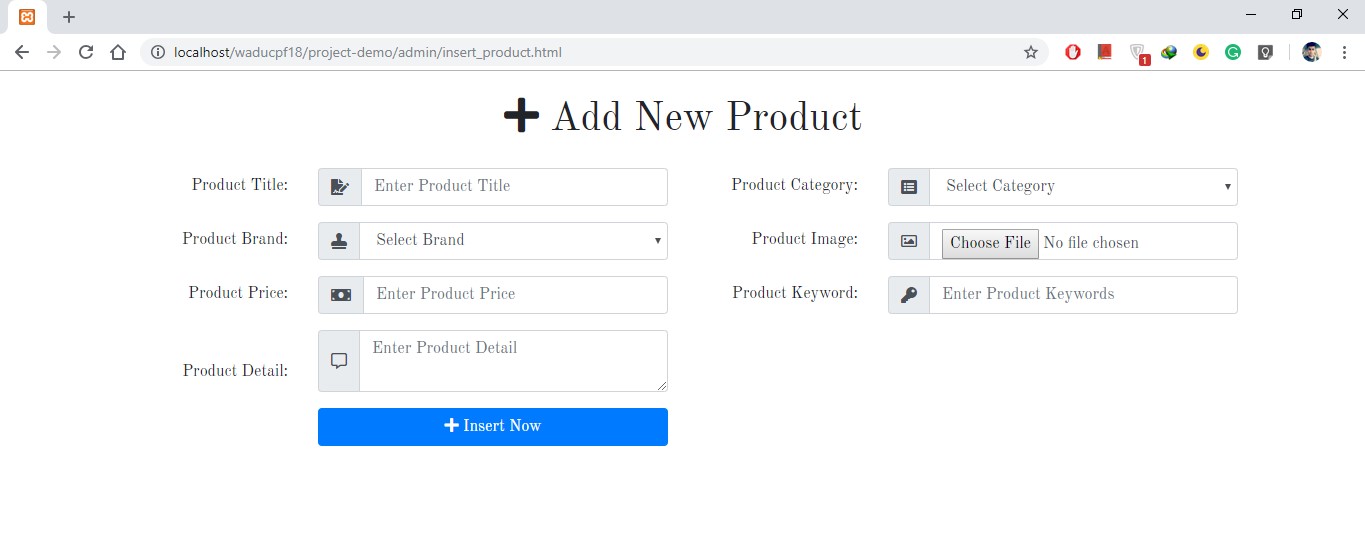 localhost/waducpf18/project-demo/admin/insert_product.html
1
Add New Product
Product Title: Enter Product Title Product Category: Select Category
Product Brand: Select Brand Product Image: Choose File No file chosen
Product Price: Enter Product Price Product Keyword: Enter Product Keywords
Product Detail: Enter Product Detail
Insert Now